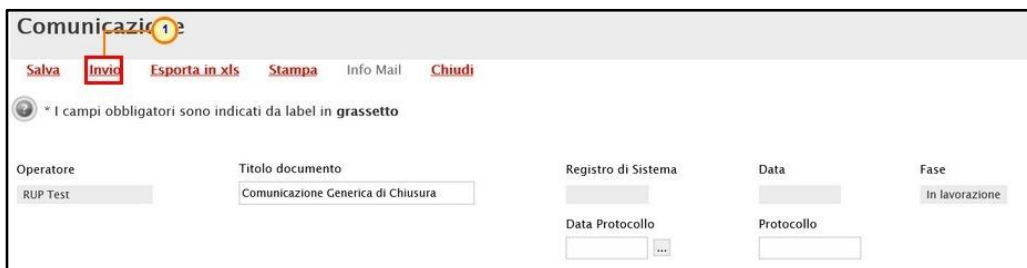 Comunicazione
1
Salva Invio Esporta in xls Stampa Info Mail Chiudi
? * I campi obbligatori sono indicati da label in grassetto
Operatore Titolo documento Registro di Sistema Data Fase
RUP Test Comunicazione Generica di Chiusura In lavorazione
Data Protocollo Protocollo
...